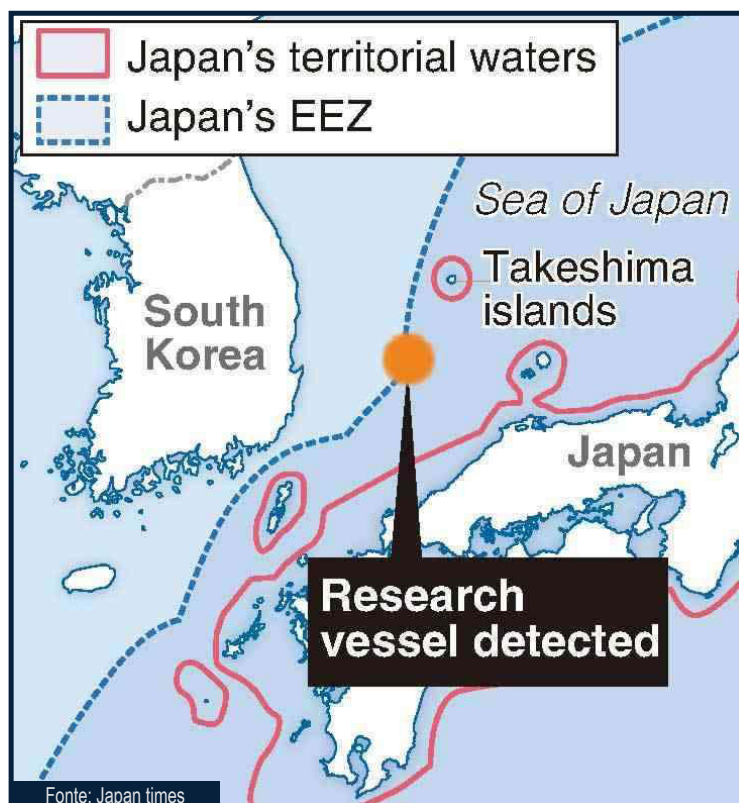 Japan's territorial waters
Japan's EEZ
Sea of Japan
Takeshima
islands
South
Korea
Japan
Research
vessel detected
Fonte: Japan times